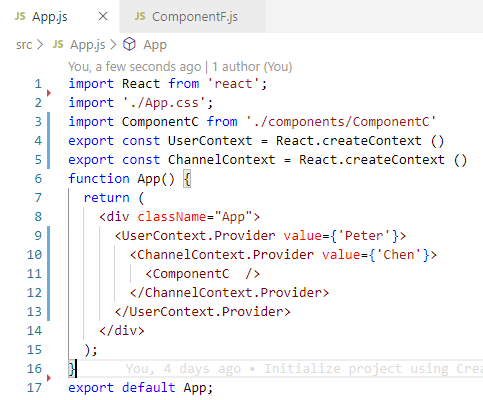 JS App.js × JS ComponentF.js
src > JS App.js > App
You, a few seconds ago | 1 author (You)
1 import React from 'react';
2 import './App.css';
3 import ComponentC from './components/ComponentC'
4 export const UserContext = React.createContext ()
5 export const ChannelContext = React.createContext ()
6 function App() {
7 return (
8 <div className="App">
9 <UserContext.Provider value={'Peter'}>
10 <ChannelContext.Provider value={'Chen'}>
11 <ComponentC />
12 </ChannelContext.Provider>
13 </UserContext.Provider>
14 </div>
15 );
16 } You, 4 days ago • Initialize project using Crea
17 export default App;